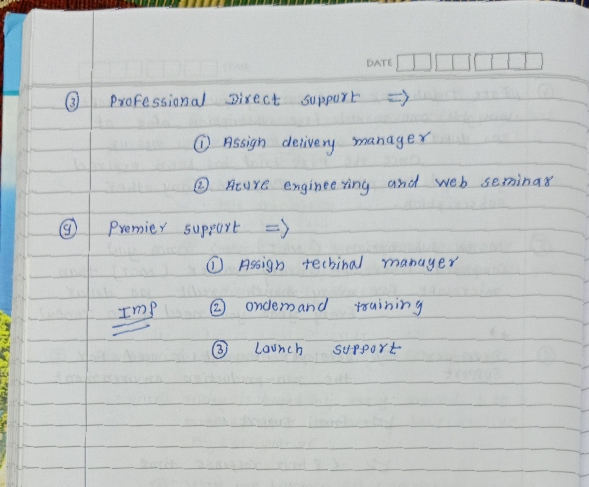 DATE
③ Professional Direct support ⇒
① Assign delivery manager
② Azure engineering and web seminar
④ Premier support ⇒
① Assign techinal manager
Imp ② ondemand training
③ Launch support